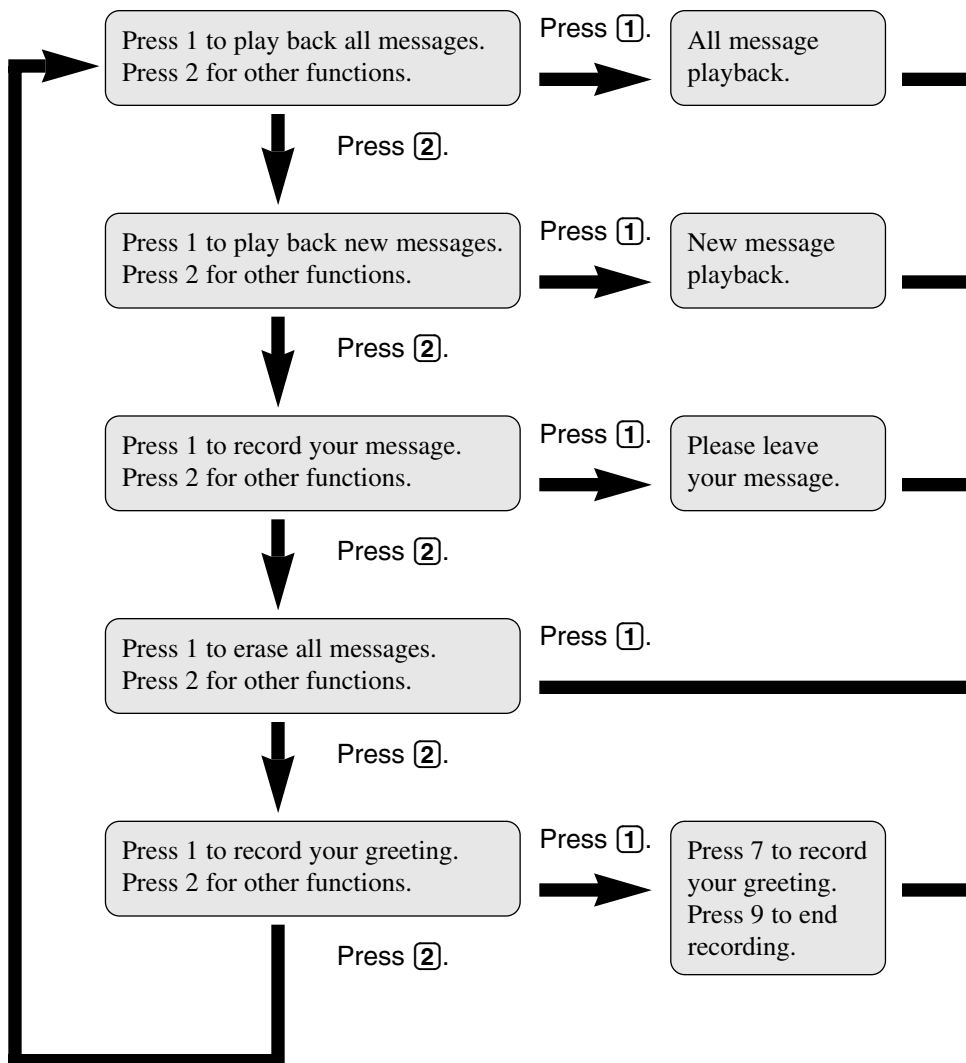 Press 1 to play back all messages.
Press 2 for other functions.
Press 1.
All message
playback.
Press 2.
Press 1 to play back new messages.
Press 2 for other functions.
Press 1.
New message
playback.
Press 2.
Press 1 to record your message.
Press 2 for other functions.
Press 1.
Please leave
your message.
Press 2.
Press 1 to erase all messages.
Press 2 for other functions.
Press 1.
Press 2.
Press 1 to record your greeting.
Press 2 for other functions.
Press 1.
Press 7 to record
your greeting.
Press 9 to end
recording.
Press 2.